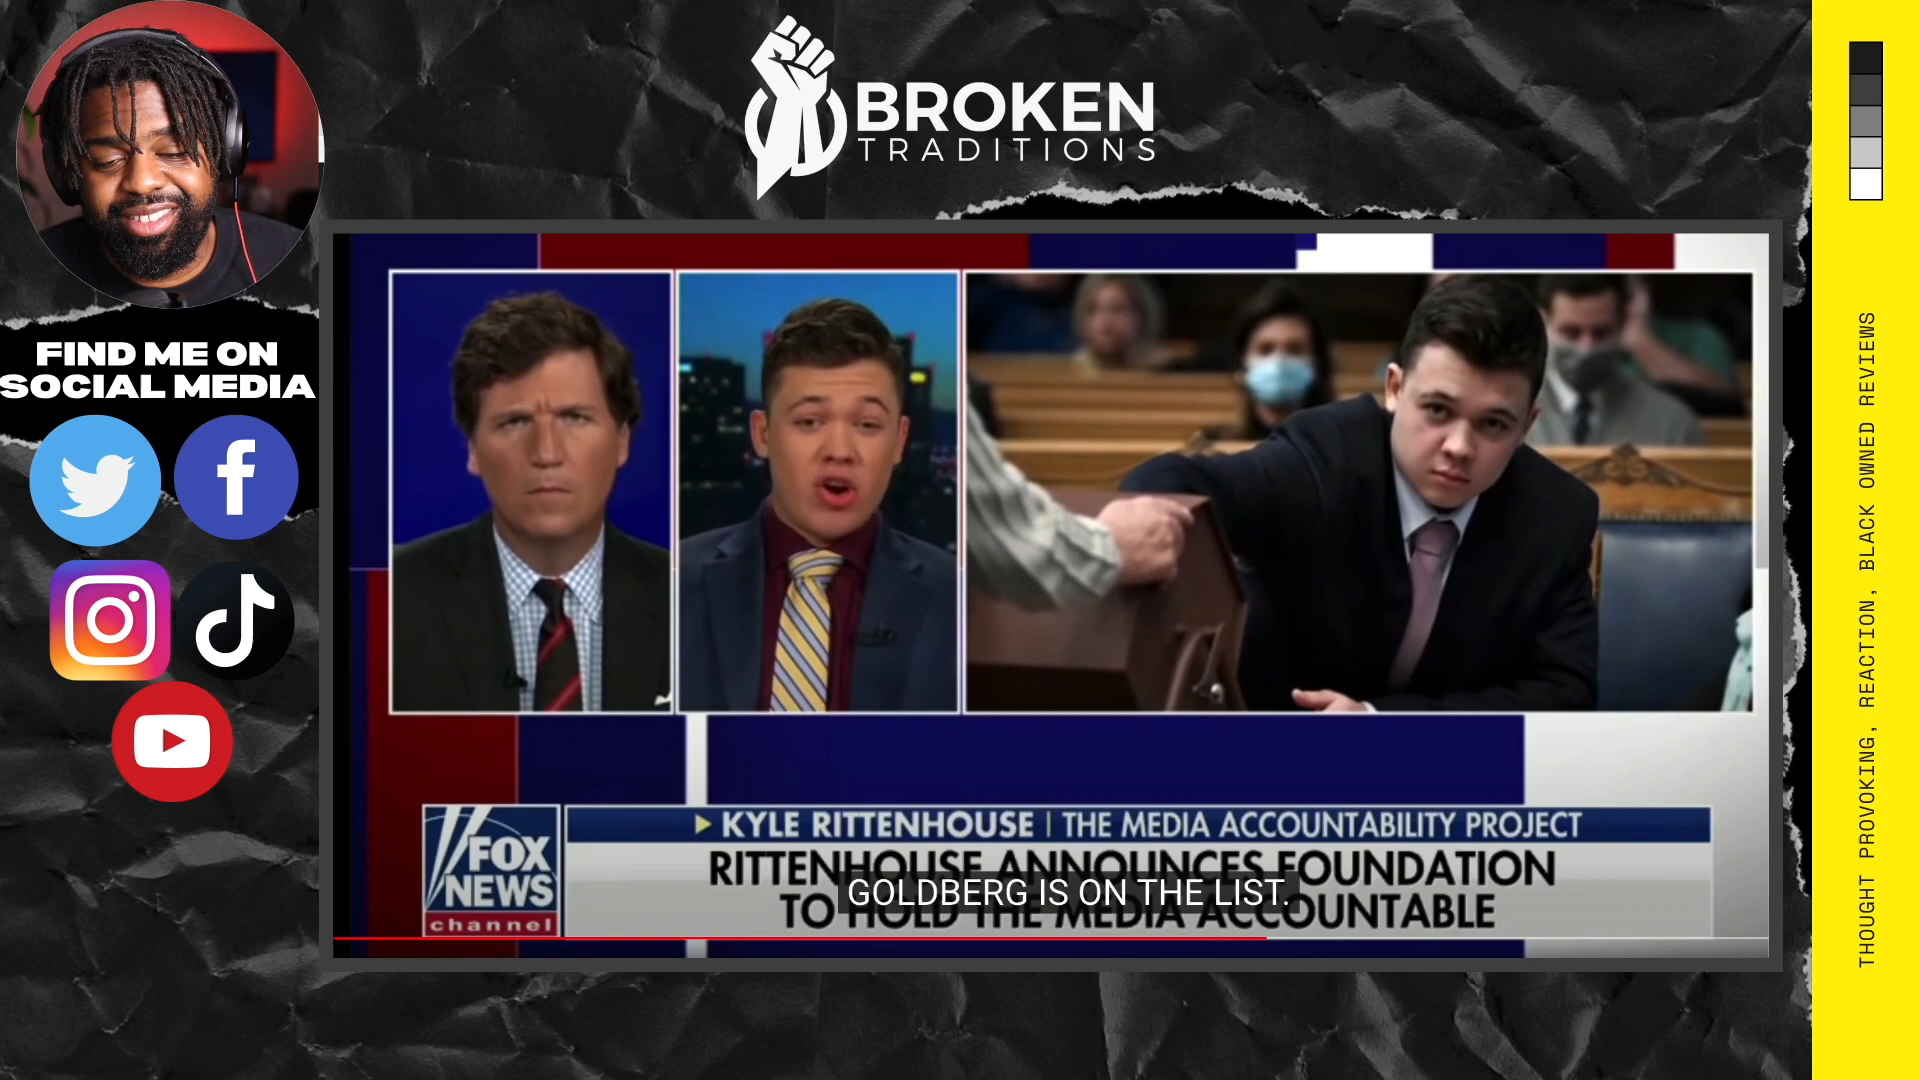 BROKEN
TRADITIONS
FIND ME ON
SOCIAL MEDIA
KYLE RITTENHOUSE | THE MEDIA ACCOUNTABILITY PROJECT
RITTENHOUSE ANNOUNCES FOUNDATION
TO HOLD THE MEDIA ACCOUNTABLE
GOLDBERG IS ON THE LIST.
FOX
NEWS
channel
THOUGHT PROVOKING, REACTION, BLACK OWNED REVIEWS